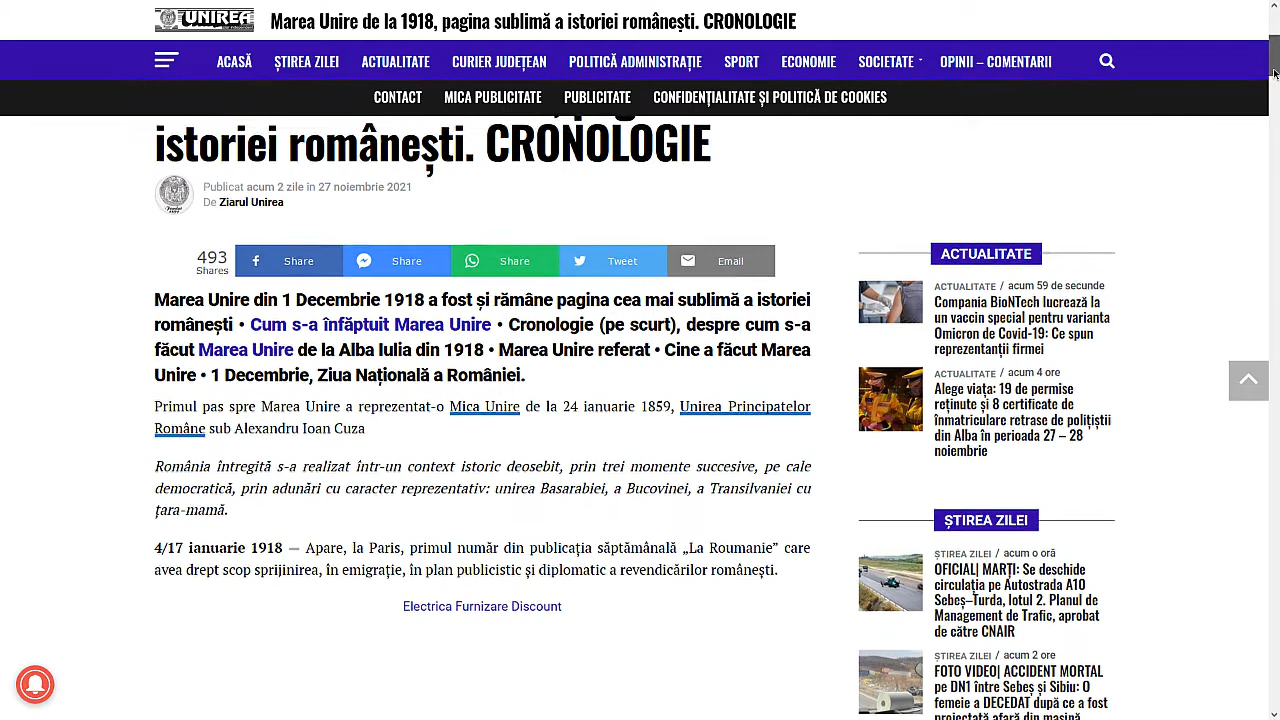 UNIREA
Marea Unire de la 1918, pagina sublimă a istoriei românești. CRONOLOGIE
ACASĂ ȘTIREA ZILEI ACTUALITATE CURIER JUDEȚEAN POLITICĂ ADMINISTRAȚIE SPORT ECONOMIE SOCIETATE OPINII – COMENTARII
CONTACT MICA PUBLICITATE PUBLICITATE CONFIDENȚIALITATE ȘI POLITICĂ DE COOKIES
istoriei românești. CRONOLOGIE
Publicat acum 2 zile în 27 noiembrie 2021
De Ziarul Unirea
493
Shares
Share Share Share Tweet Email
Marea Unire din 1 Decembrie 1918 a fost și rămâne pagina cea mai sublimă a istoriei
românești • Cum s-a înfăptuit Marea Unire • Cronologie (pe scurt), despre cum s-a
făcut Marea Unire de la Alba Iulia din 1918 • Marea Unire referat • Cine a făcut Marea
Unire • 1 Decembrie, Ziua Națională a României.
Primul pas spre Marea Unire a reprezentat-o Mica Unire de la 24 ianuarie 1859, Unirea Principatelor
Române sub Alexandru Ioan Cuza
România întregită s-a realizat într-un context istoric deosebit, prin trei momente succesive, pe cale
democratică, prin adunări cu caracter reprezentativ: unirea Basarabiei, a Bucovinei, a Transilvaniei cu
țara-mamă.
4/17 ianuarie 1918 — Apare, la Paris, primul număr din publicația săptămânală „La Roumanie” care
avea drept scop sprijinirea, în emigrație, în plan publicistic și diplomatic a revendicărilor românești.
Electrica Furnizare Discount
ACTUALITATE
ACTUALITATE / acum 59 de secunde
Compania BioNTech lucrează la
un vaccin special pentru varianta
Omicron de Covid-19: Ce spun
reprezentanții firmei
ACTUALITATE / acum 4 ore
Alege viața: 19 de permise
reținute și 8 certificate de
înmatriculare retrase de polițiștii
din Alba în perioada 27 – 28
noiembrie
ȘTIREA ZILEI
ȘTIREA ZILEI / acum o oră
OFICIAL| MARȚI: Se deschide
circulația pe Autostrada A10
Sebeș–Turda, lotul 2. Planul de
Management de Trafic, aprobat
de către CNAIR
ȘTIREA ZILEI / acum 2 ore
FOTO VIDEO| ACCIDENT MORTAL
pe DN1 între Sebeș și Sibiu: O
femeie a DECEDAT după ce a fost
proiectată afară din mașină